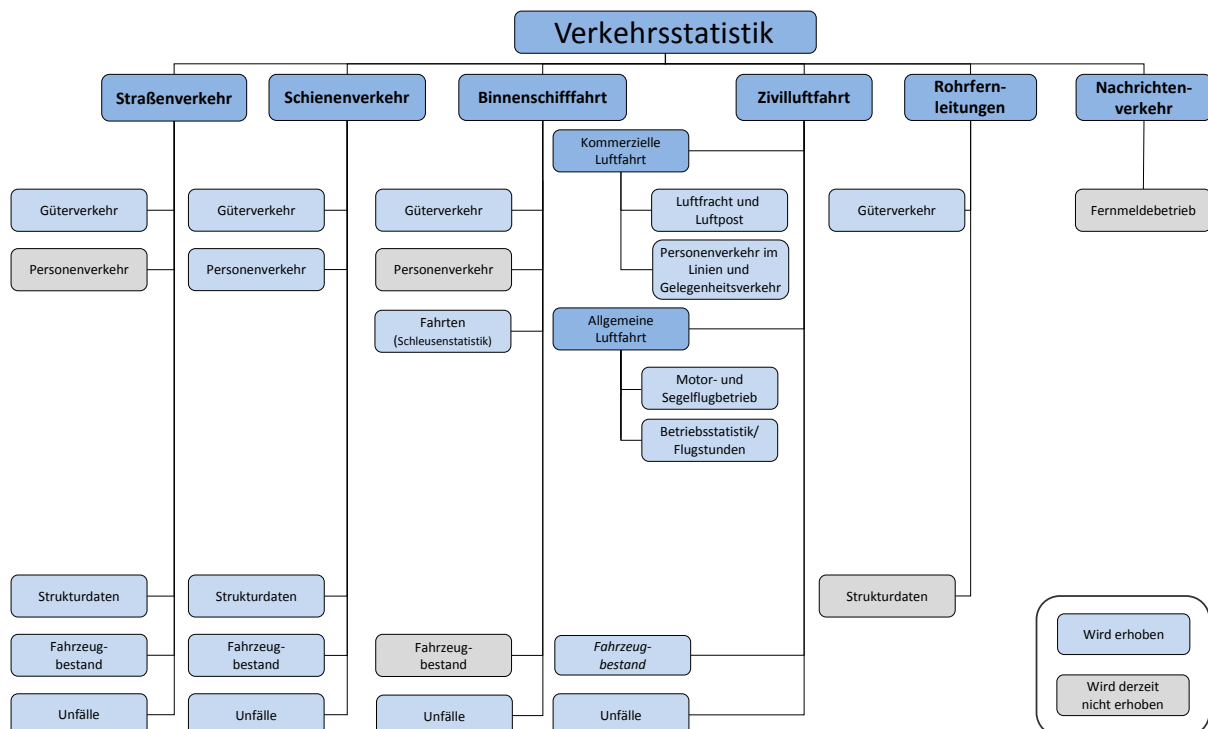 Verkehrsstatistik
Straßenverkehr
Schienenverkehr
Binnenschifffahrt
Zivilluftfahrt
Rohrfern-
leitungen
Nachrichten-
verkehr
Kommerzielle
Luftfahrt
Güterverkehr
Güterverkehr
Güterverkehr
Luftfracht und
Luftpost
Güterverkehr
Fernmeldebetrieb
Personenverkehr
Personenverkehr
Personenverkehr
Personenverkehr im
Linien und
Gelegenheitsverkehr
Fahrten
(Schleusenstatistik)
Allgemeine
Luftfahrt
Motor- und
Segelflugbetrieb
Betriebsstatistik/
Flugstunden
Strukturdaten
Strukturdaten
Strukturdaten
Fahrzeug-
bestand
Fahrzeug-
bestand
Fahrzeug-
bestand
Fahrzeug-
bestand
Unfälle
Unfälle
Unfälle
Unfälle
Wird erhoben
Wird derzeit
nicht erhoben